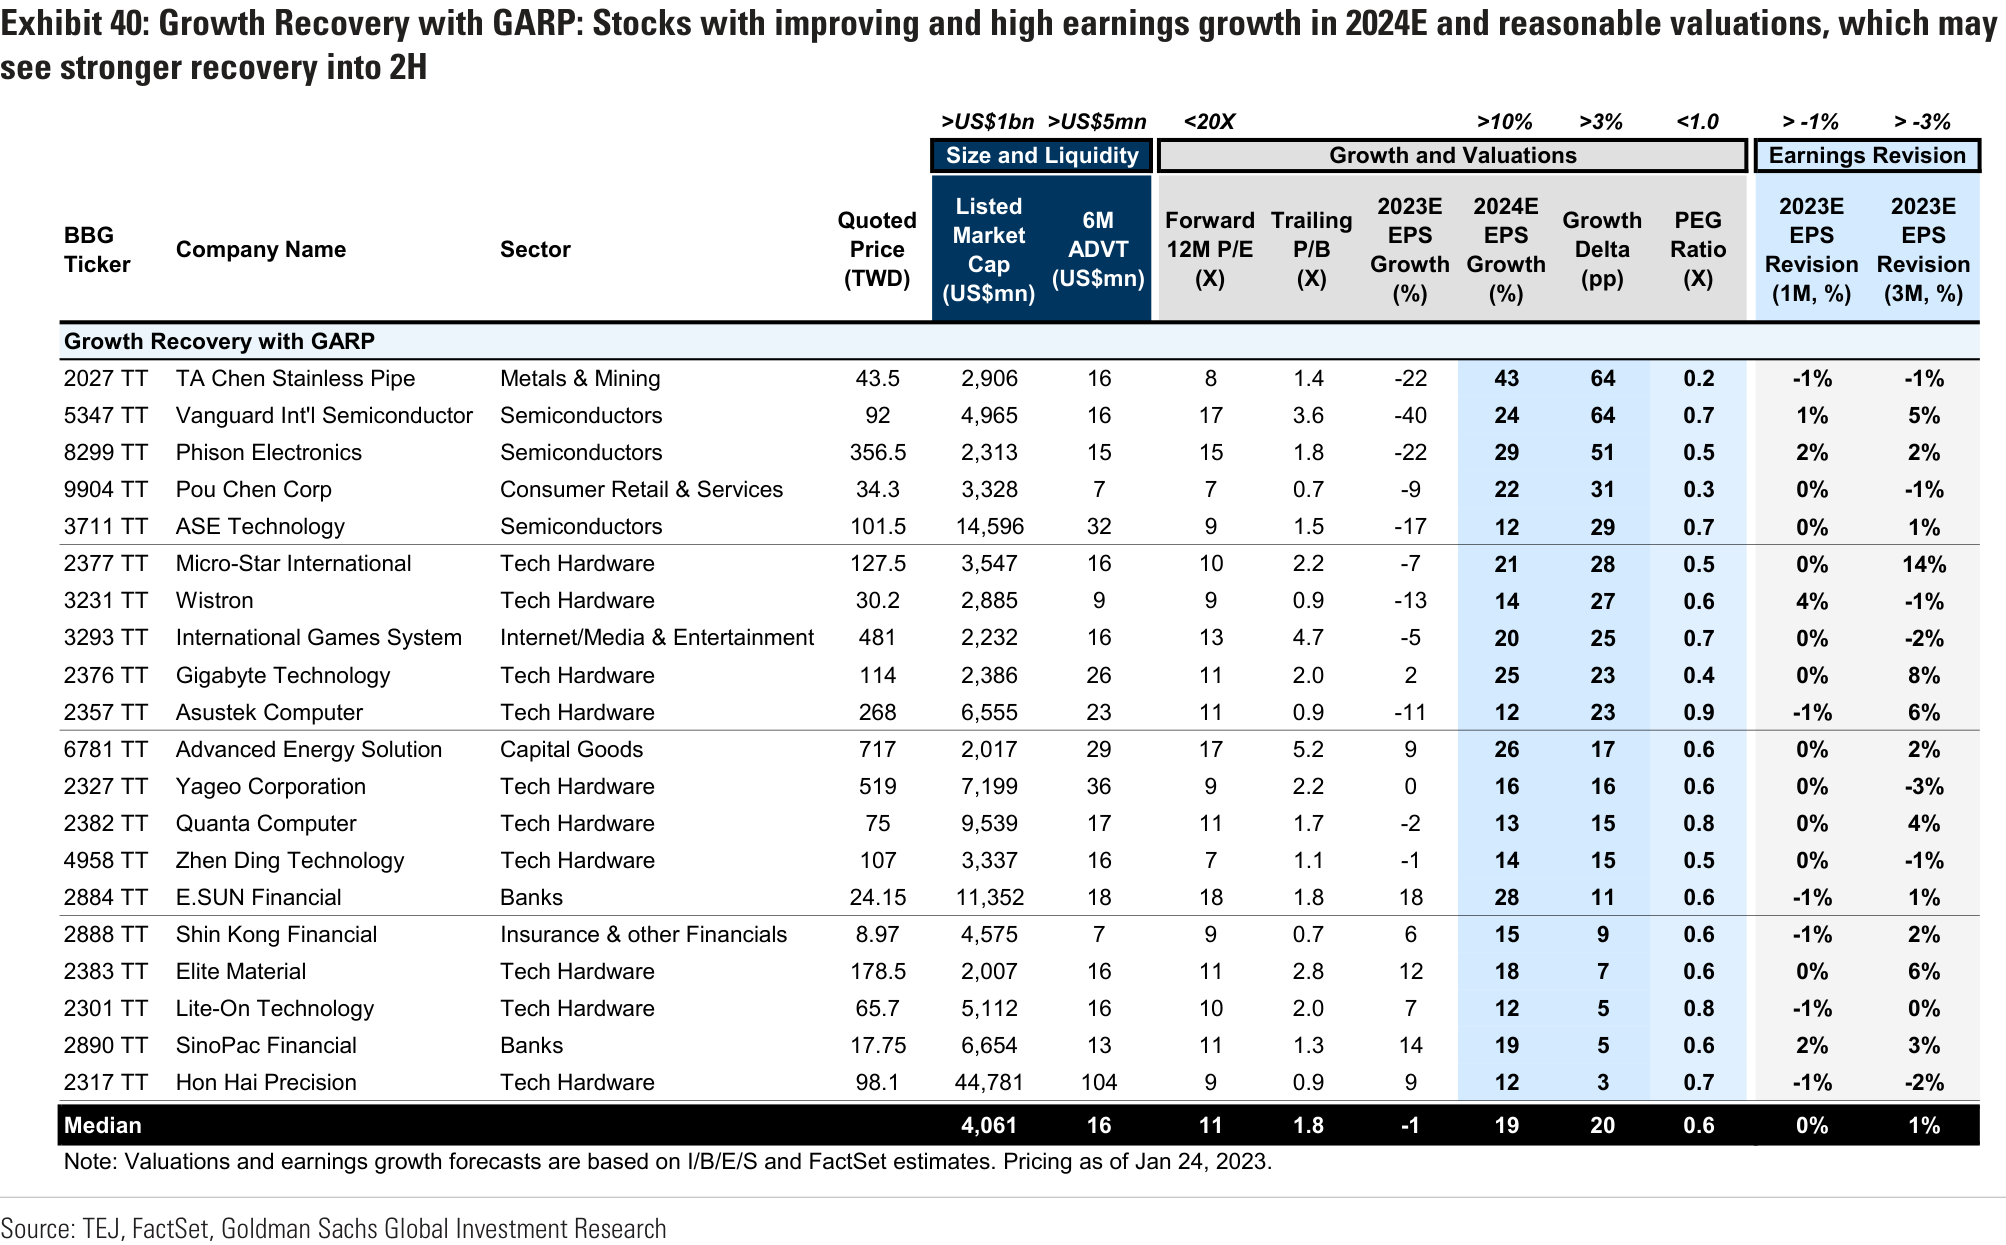 Exhibit 40: Growth Recovery with GARP: Stocks with improving and high earnings growth in 2024E and reasonable valuations, which may
see stronger recovery into 2H
>US$1bn >US$5mn <20X >10% >3% <1.0 > -1% > -3%
Size and Liquidity Growth and Valuations Earnings Revision
BBG Ticker Company Name Sector Quoted Price (TWD) Listed Market Cap (US$mn) 6M ADVT (US$mn) Forward 12M P/E (X) Trailing P/B (X) 2023E EPS Growth (%) 2024E EPS Growth (%) Growth Delta (pp) PEG Ratio (X) 2023E EPS Revision (1M, %) 2023E EPS Revision (3M, %)
Growth Recovery with GARP
2027 TT TA Chen Stainless Pipe Metals & Mining 43.5 2,906 16 8 1.4 -22 43 64 0.2 -1% -1%
5347 TT Vanguard Int'l Semiconductor Semiconductors 92 4,965 16 17 3.6 -40 24 64 0.7 1% 5%
8299 TT Phison Electronics Semiconductors 356.5 2,313 15 15 1.8 -22 29 51 0.5 2% 2%
9904 TT Pou Chen Corp Consumer Retail & Services 34.3 3,328 7 7 0.7 -9 22 31 0.3 0% -1%
3711 TT ASE Technology Semiconductors 101.5 14,596 32 9 1.5 -17 12 29 0.7 0% 1%
2377 TT Micro-Star International Tech Hardware 127.5 3,547 16 10 2.2 -7 21 28 0.5 0% 14%
3231 TT Wistron Tech Hardware 30.2 2,885 9 9 0.9 -13 14 27 0.6 4% -1%
3293 TT International Games System Internet/Media & Entertainment 481 2,232 16 13 4.7 -5 20 25 0.7 0% -2%
2376 TT Gigabyte Technology Tech Hardware 114 2,386 26 11 2.0 2 25 23 0.4 0% 8%
2357 TT Asustek Computer Tech Hardware 268 6,555 23 11 0.9 -11 12 23 0.9 -1% 6%
6781 TT Advanced Energy Solution Capital Goods 717 2,017 29 17 5.2 9 26 17 0.6 0% 2%
2327 TT Yageo Corporation Tech Hardware 519 7,199 36 9 2.2 0 16 16 0.6 0% -3%
2382 TT Quanta Computer Tech Hardware 75 9,539 17 11 1.7 -2 13 15 0.8 0% 4%
4958 TT Zhen Ding Technology Tech Hardware 107 3,337 16 7 1.1 -1 14 15 0.5 0% -1%
2884 TT E.SUN Financial Banks 24.15 11,352 18 18 1.8 18 28 11 0.6 -1% 1%
2888 TT Shin Kong Financial Insurance & other Financials 8.97 4,575 7 9 0.7 6 15 9 0.6 -1% 2%
2383 TT Elite Material Tech Hardware 178.5 2,007 16 11 2.8 12 18 7 0.6 0% 6%
2301 TT Lite-On Technology Tech Hardware 65.7 5,112 16 10 2.0 7 12 5 0.8 -1% 0%
2890 TT SinoPac Financial Banks 17.75 6,654 13 11 1.3 14 19 5 0.6 2% 3%
2317 TT Hon Hai Precision Tech Hardware 98.1 44,781 104 9 0.9 9 12 3 0.7 -1% -2%
Median 4,061 16 11 1.8 -1 19 20 0.6 0% 1%
Note: Valuations and earnings growth forecasts are based on I/B/E/S and FactSet estimates. Pricing as of Jan 24, 2023.
Source: TEJ, FactSet, Goldman Sachs Global Investment Research